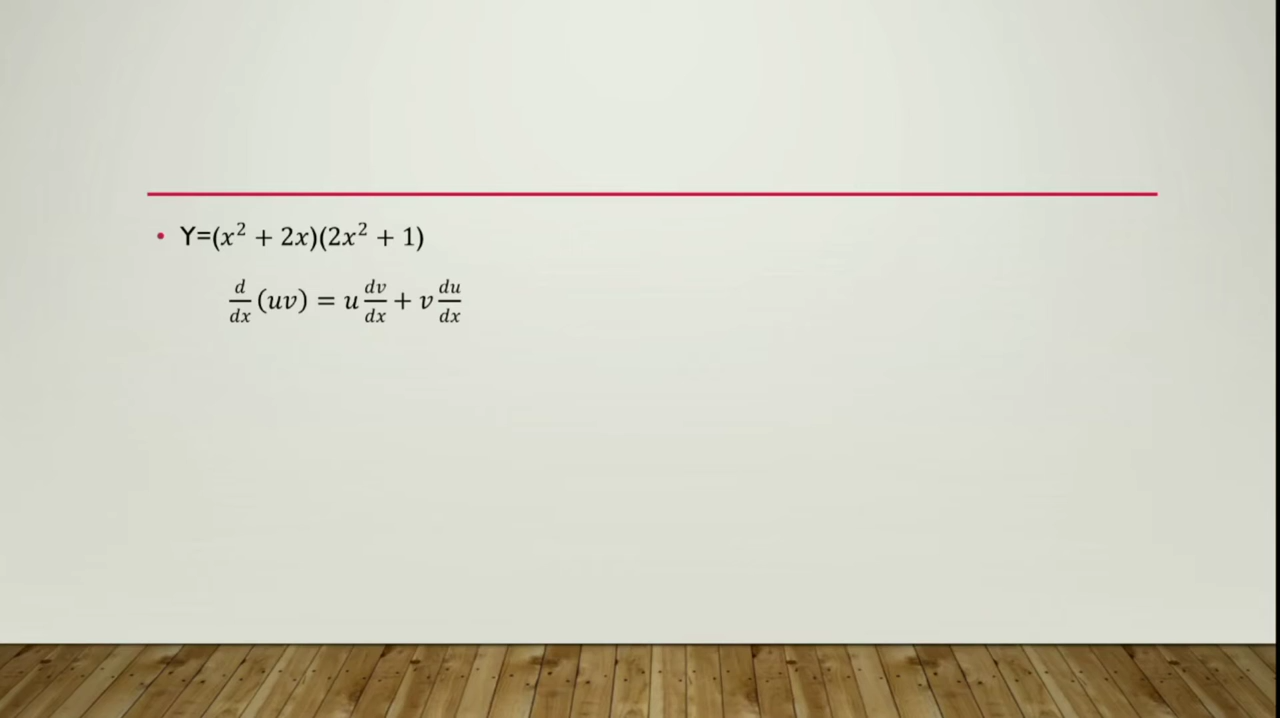 • Y=(x² + 2x)(2x² + 1)
d/dx (uv) = u dv/dx + v du/dx